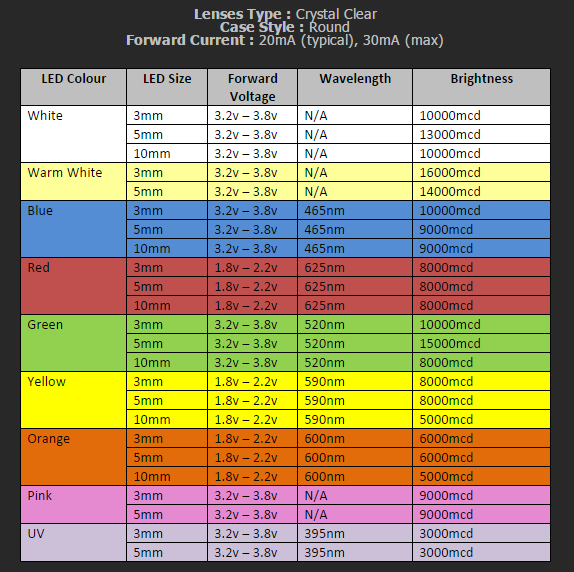 Lenses Type : Crystal Clear
Case Style : Round
Forward Current : 20mA (typical), 30mA (max)
LED Colour LED Size Forward Voltage Wavelength Brightness
White 3mm 3.2v – 3.8v N/A 10000mcd
5mm 3.2v – 3.8v N/A 13000mcd
10mm 3.2v – 3.8v N/A 10000mcd
Warm White 3mm 3.2v – 3.8v N/A 16000mcd
5mm 3.2v – 3.8v N/A 14000mcd
Blue 3mm 3.2v – 3.8v 465nm 10000mcd
5mm 3.2v – 3.8v 465nm 9000mcd
10mm 3.2v – 3.8v 465nm 9000mcd
Red 3mm 1.8v – 2.2v 625nm 8000mcd
5mm 1.8v – 2.2v 625nm 8000mcd
10mm 1.8v – 2.2v 625nm 8000mcd
Green 3mm 3.2v – 3.8v 520nm 10000mcd
5mm 3.2v – 3.8v 520nm 15000mcd
10mm 3.2v – 3.8v 520nm 8000mcd
Yellow 3mm 1.8v – 2.2v 590nm 8000mcd
5mm 1.8v – 2.2v 590nm 8000mcd
10mm 1.8v – 2.2v 590nm 5000mcd
Orange 3mm 1.8v – 2.2v 600nm 6000mcd
5mm 1.8v – 2.2v 600nm 6000mcd
10mm 1.8v – 2.2v 600nm 5000mcd
Pink 3mm 3.2v – 3.8v N/A 9000mcd
5mm 3.2v – 3.8v N/A 9000mcd
UV 3mm 3.2v – 3.8v 395nm 3000mcd
5mm 3.2v – 3.8v 395nm 3000mcd